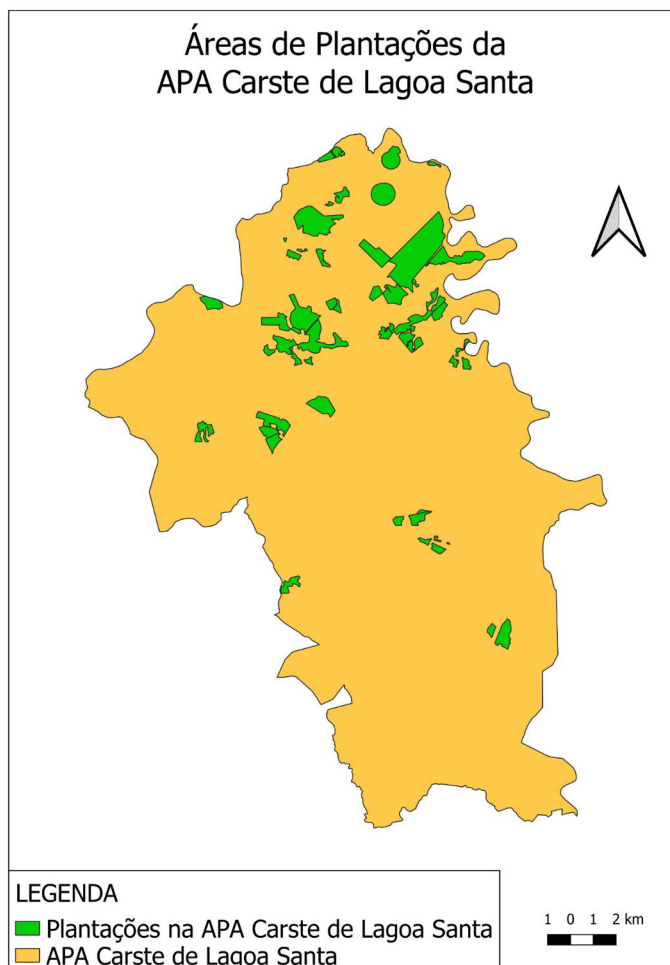 Áreas de Plantações da
APA Carste de Lagoa Santa
LEGENDA
Plantações na APA Carste de Lagoa Santa
APA Carste de Lagoa Santa
1 0 1 2 km